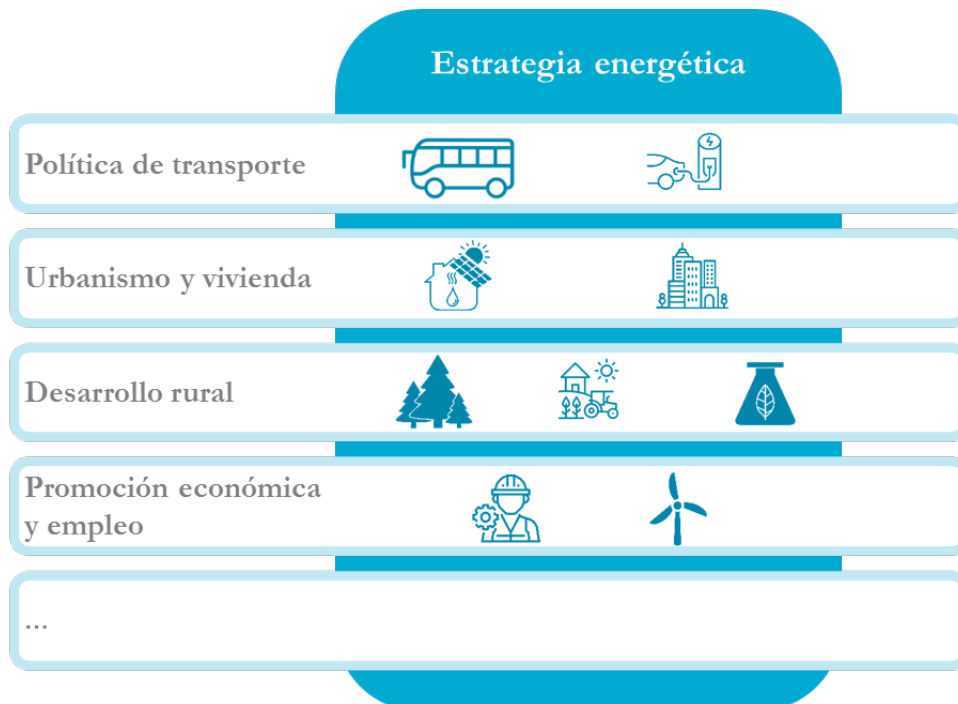 Estrategia energética
Política de transporte
Urbanismo y vivienda
Desarrollo rural
Promoción económica
y empleo
...